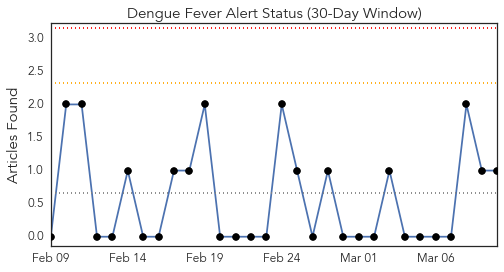 Dengue Fever Alert Status (30-Day Window)
Articles Found
3.0
2.5
2.0
1.5
1.0
0.5
0.0
Feb 09 Feb 14 Feb 19 Feb 24 Mar 01 Mar 06